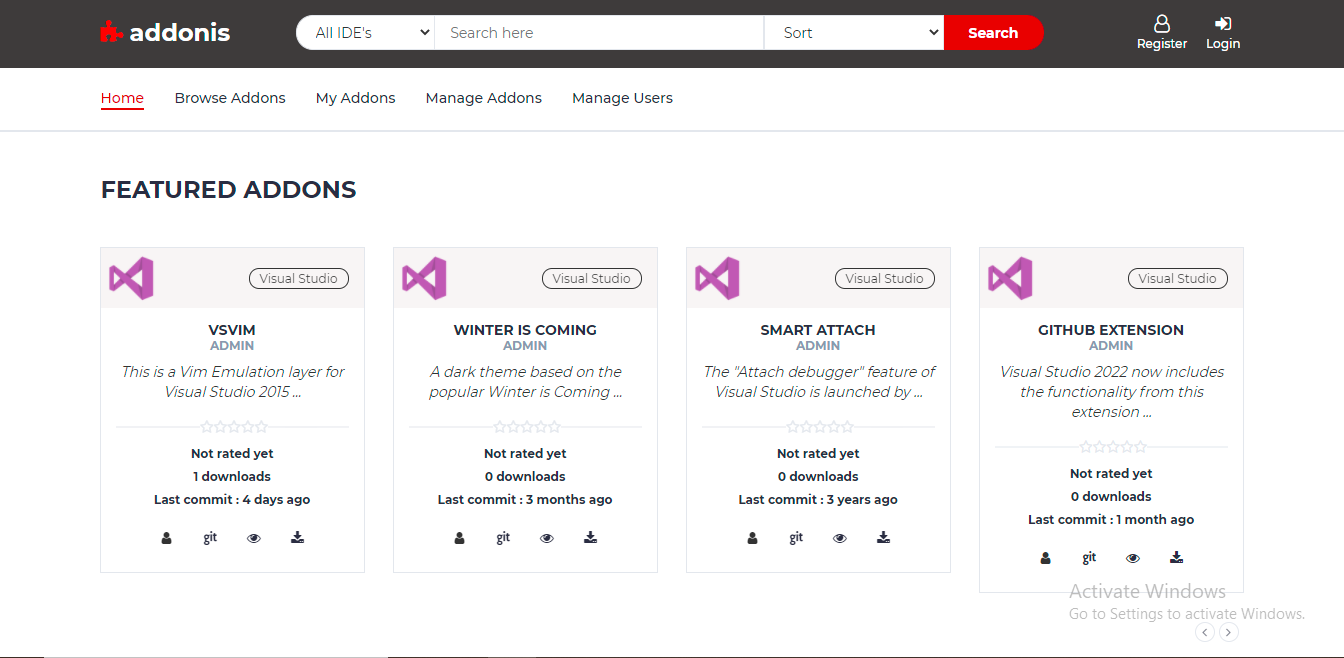 addonis
All IDE's
Search here
Sort
Search
Register
Login
Home
Browse Addons
My Addons
Manage Addons
Manage Users
FEATURED ADDONS
Visual Studio
VSVIM
ADMIN
This is a Vim Emulation layer for
Visual Studio 2015 ...
Not rated yet
1 downloads
Last commit : 4 days ago
git
Visual Studio
WINTER IS COMING
ADMIN
A dark theme based on the
popular Winter is Coming ...
Not rated yet
0 downloads
Last commit : 3 months ago
git
Visual Studio
SMART ATTACH
ADMIN
The "Attach debugger" feature of
Visual Studio is launched by ...
Not rated yet
0 downloads
Last commit : 3 years ago
git
Visual Studio
GITHUB EXTENSION
ADMIN
Visual Studio 2022 now includes
the functionality from this
extension ...
Not rated yet
0 downloads
Last commit : 1 month ago
git
Activate Windows
Go to Settings to activate Windows.